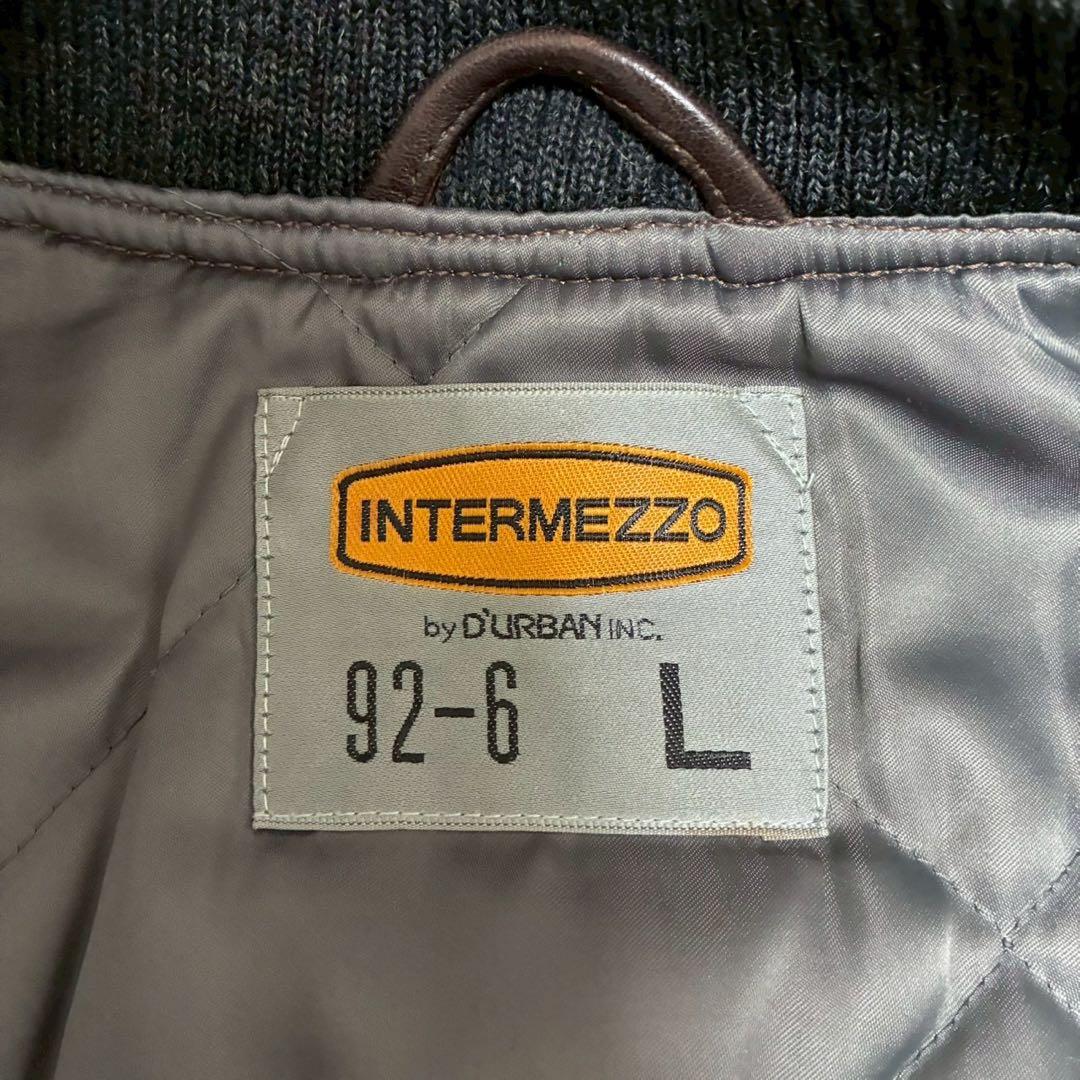 INTERMEZZO
by D'URBAN INC.
92-6 L